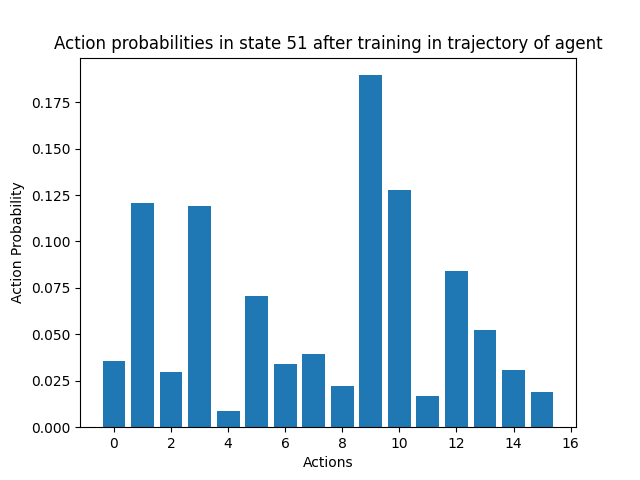 Action probabilities in state 51 after training in trajectory of agent
0.175
0.150
0.125
0.100
0.075
0.050
0.025
0.000
Action Probability
0 2 4 6 8 10 12 14 16
Actions